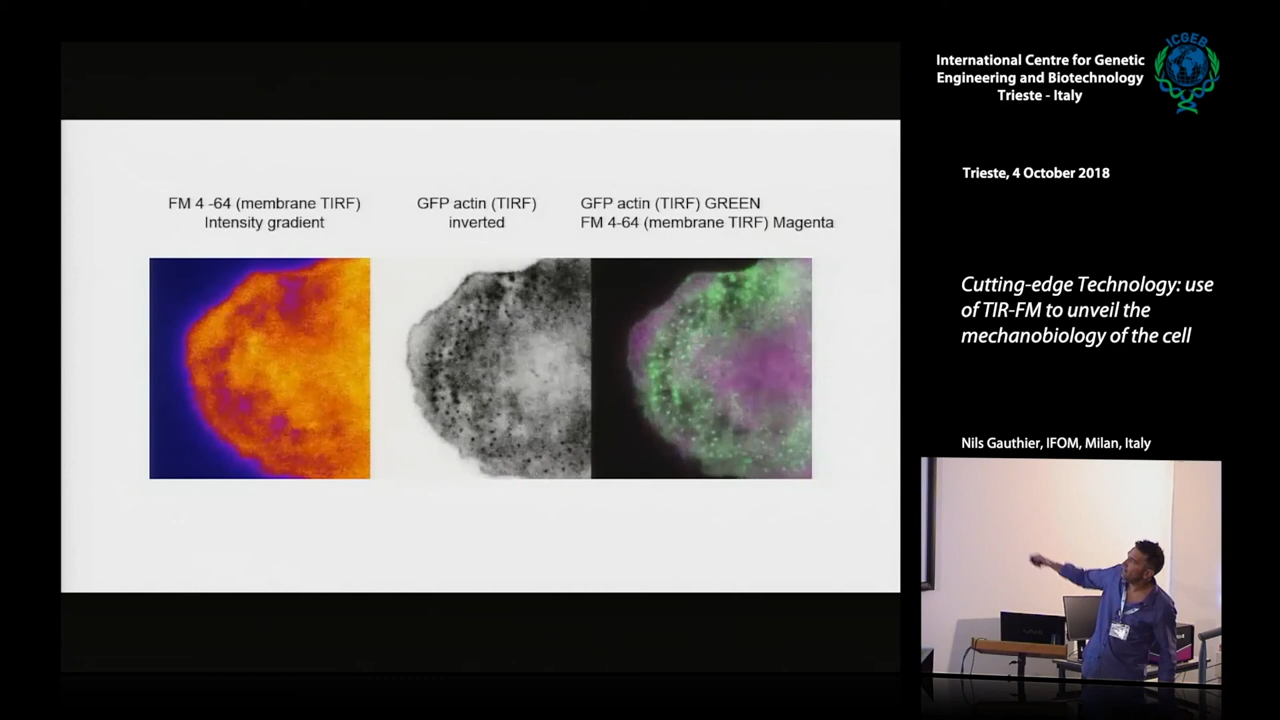 FM 4 -64 (membrane TIRF)
Intensity gradient
GFP actin (TIRF)
inverted
GFP actin (TIRF) GREEN
FM 4-64 (membrane TIRF) Magenta
International Centre for Genetic
Engineering and Biotechnology
Trieste - Italy
ICGEB
Trieste, 4 October 2018
Cutting-edge Technology: use
of TIR-FM to unveil the
mechanobiology of the cell
Nils Gauthier, IFOM, Milan, Italy